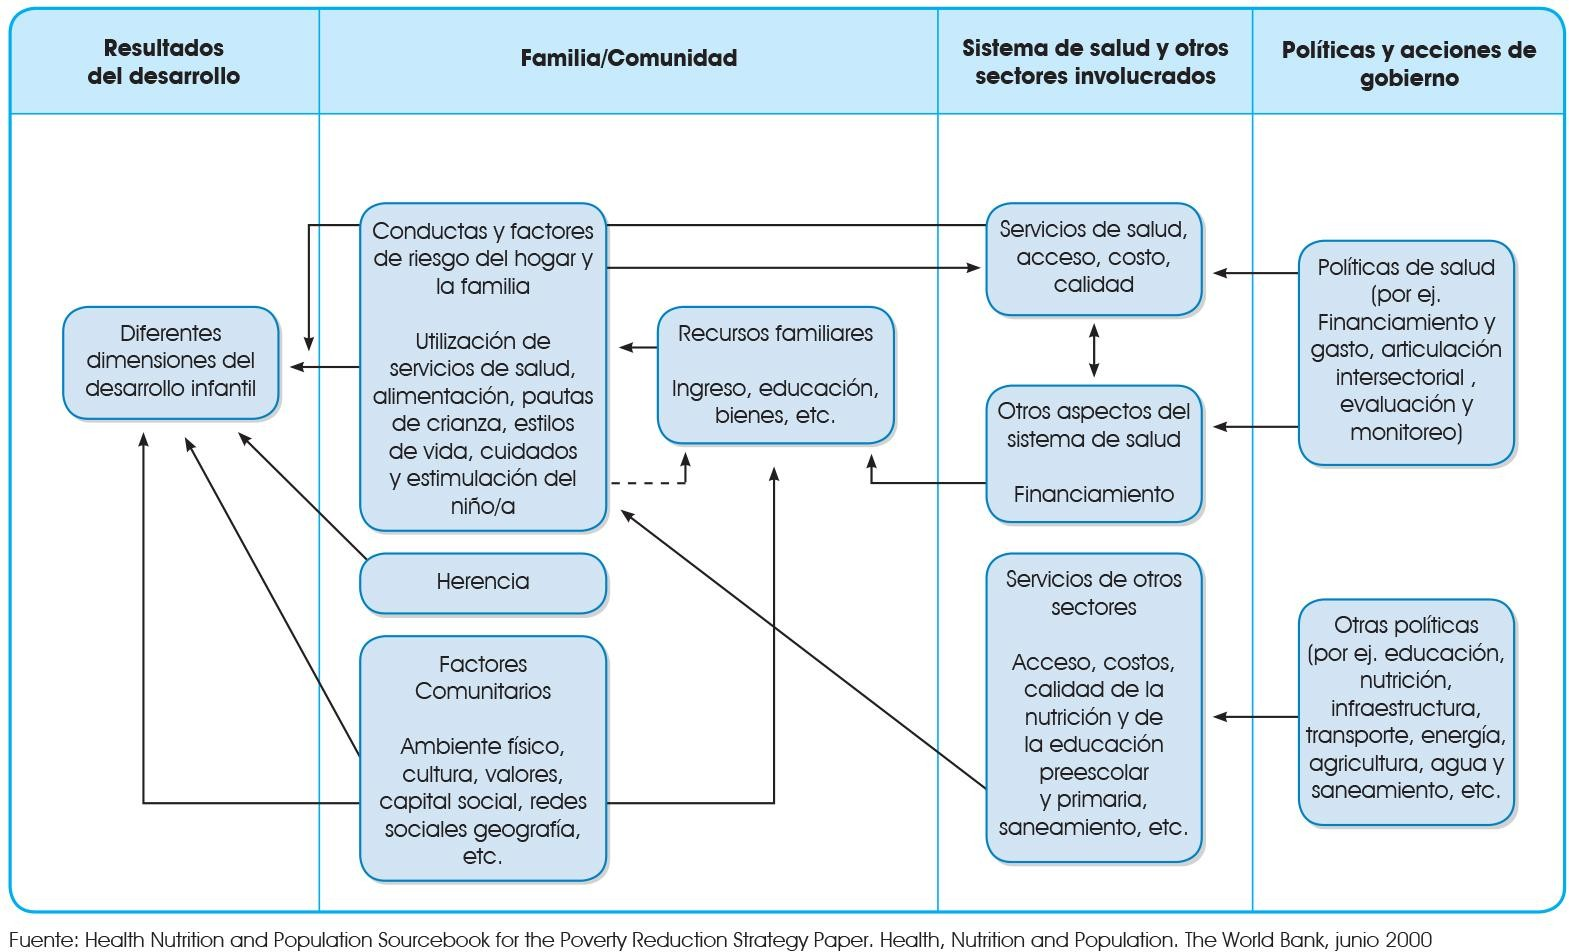 Resultados
del desarrollo
Familia/Comunidad
Sistema de salud y otros
sectores involucrados
Políticas y acciones de
gobierno
Diferentes
dimensiones del
desarrollo infantil
Conductas y factores
de riesgo del hogar y
la familia
Utilización de
servicios de salud,
alimentación, pautas
de crianza, estilos
de vida, cuidados
y estimulación del
niño/a
Recursos familiares
Ingreso, educación,
bienes, etc.
Herencia
Factores
Comunitarios
Ambiente físico,
cultura, valores,
capital social, redes
sociales geografía,
etc.
Servicios de salud,
acceso, costo,
calidad
Otros aspectos del
sistema de salud
Financiamiento
Servicios de otros
sectores
Acceso, costos,
calidad de la
nutrición y de
la educación
preescolar
y primaria,
saneamiento, etc.
Políticas de salud
(por ej.
Financiamiento y
gasto, articulación
intersectorial ,
evaluación y
monitoreo)
Otras políticas
(por ej. educación,
nutrición,
infraestructura,
transporte, energía,
agricultura, agua y
saneamiento, etc.
Fuente: Health Nutrition and Population Sourcebook for the Poverty Reduction Strategy Paper. Health, Nutrition and Population. The World Bank, junio 2000